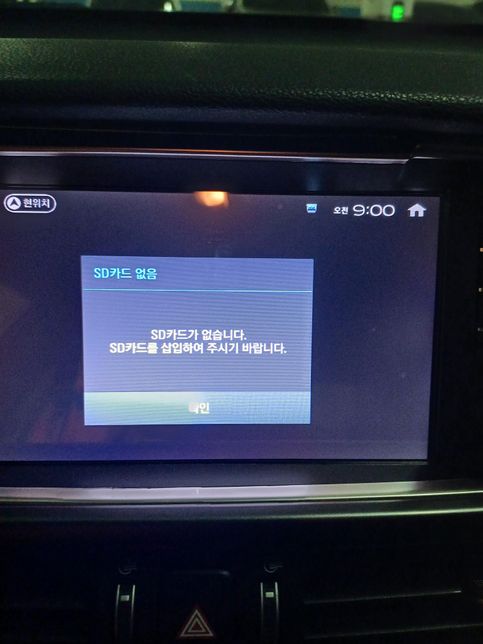 현위치
오전 9:00
SD카드 없음
SD카드가 없습니다.
SD카드를 삽입하여 주시기 바랍니다.
확인